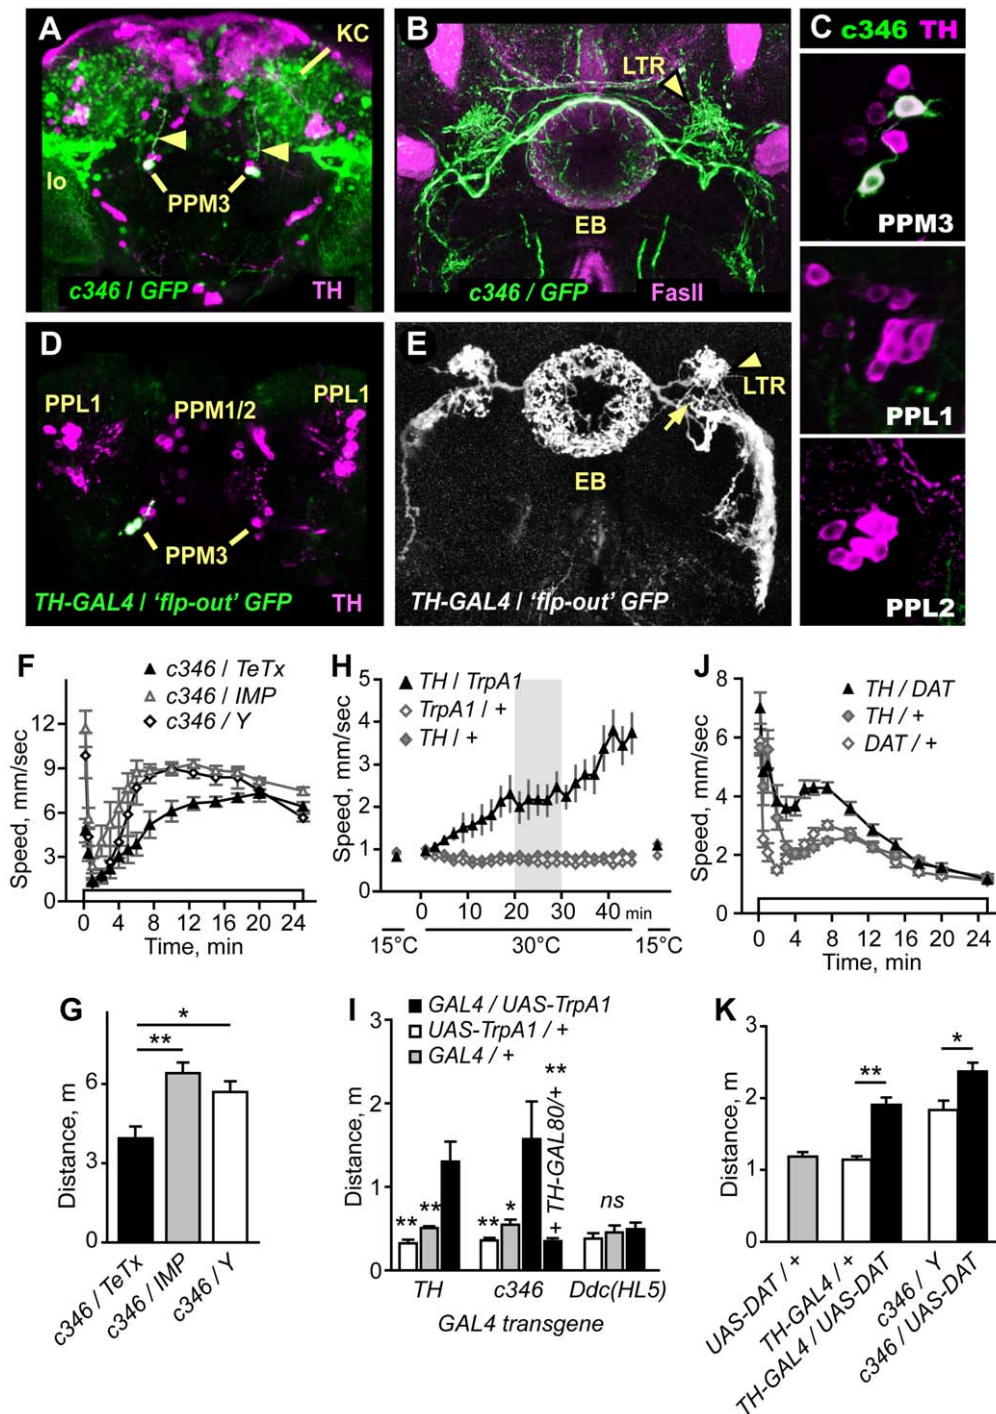 A
KC
lo
PPM3
c346 / GFP
TH
B
LTR
EB
c346 / GFP
FasII
C
c346 TH
PPM3
PPL1
PPL2
D
PPL1
PPM1/2
PPL1
PPM3
TH-GAL4 / 'flp-out' GFP
TH
E
LTR
EB
TH-GAL4 / 'flp-out' GFP
F
c346 / TeTx
c346 / IMP
c346 / Y
Speed, mm/sec
12
9
6
3
0 4 8 12 16 20 24
Time, min
H
TH / TrpA1
TrpA1 / +
TH / +
Speed, mm/sec
5
4
3
2
1
0
0 10 20 30 40 min
15°C
30°C
15°C
J
TH / DAT
TH / +
DAT / +
Speed, mm/sec
8
6
4
2
0
0 4 8 12 16 20 24
Time, min
G
*
**
Distance, m
6
3
0
c346 / TeTx
c346 / IMP
c346 / Y
I
GAL4 / UAS-TrpA1
UAS-TrpA1 / +
GAL4 / +
Distance, m
3
2
1
0
** **
** *
+ TH-GAL80/+ **
ns
TH
c346
Ddc(HL5)
GAL4 transgene
K
Distance, m
3
2
1
0
**
*
UAS-DAT / +
TH-GAL4 / +
TH-GAL4 / UAS-DAT
c346 / Y
c346 / UAS-DAT